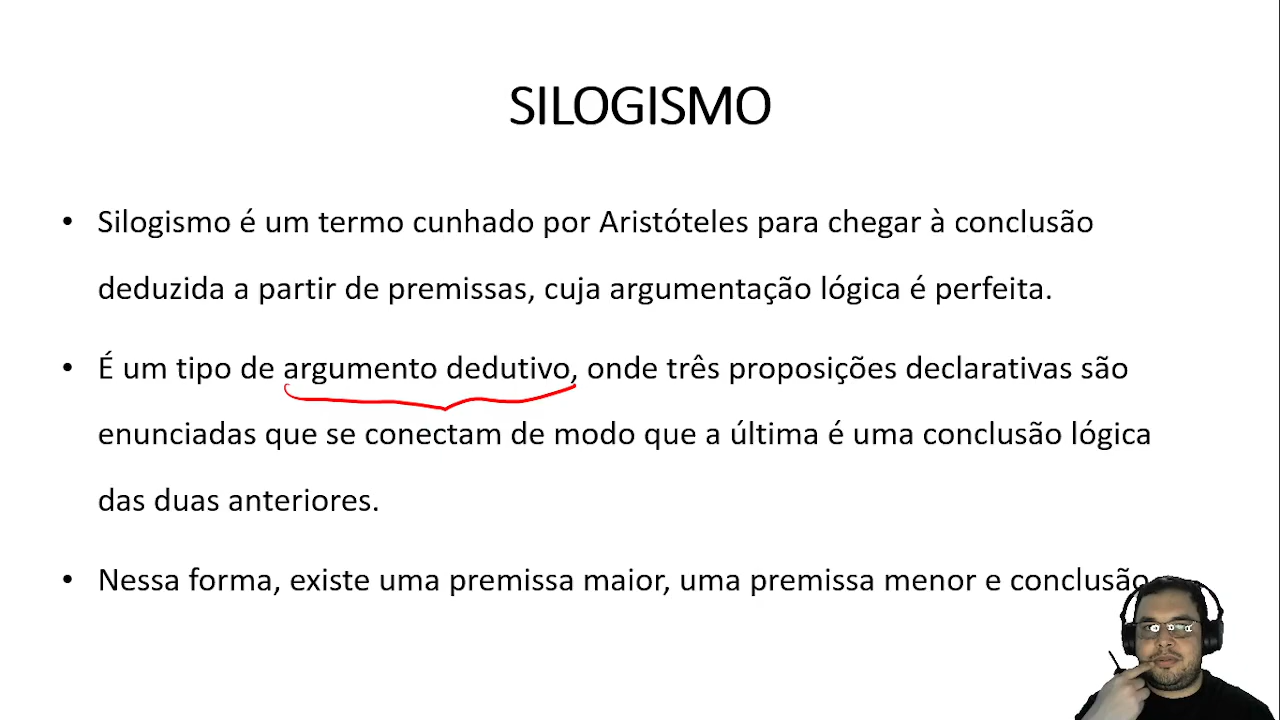 SILOGISMO
• Silogismo é um termo cunhado por Aristóteles para chegar à conclusão
deduzida a partir de premissas, cuja argumentação lógica é perfeita.
• É um tipo de argumento dedutivo, onde três proposições declarativas são
enunciadas que se conectam de modo que a última é uma conclusão lógica
das duas anteriores.
• Nessa forma, existe uma premissa maior, uma premissa menor e conclusão